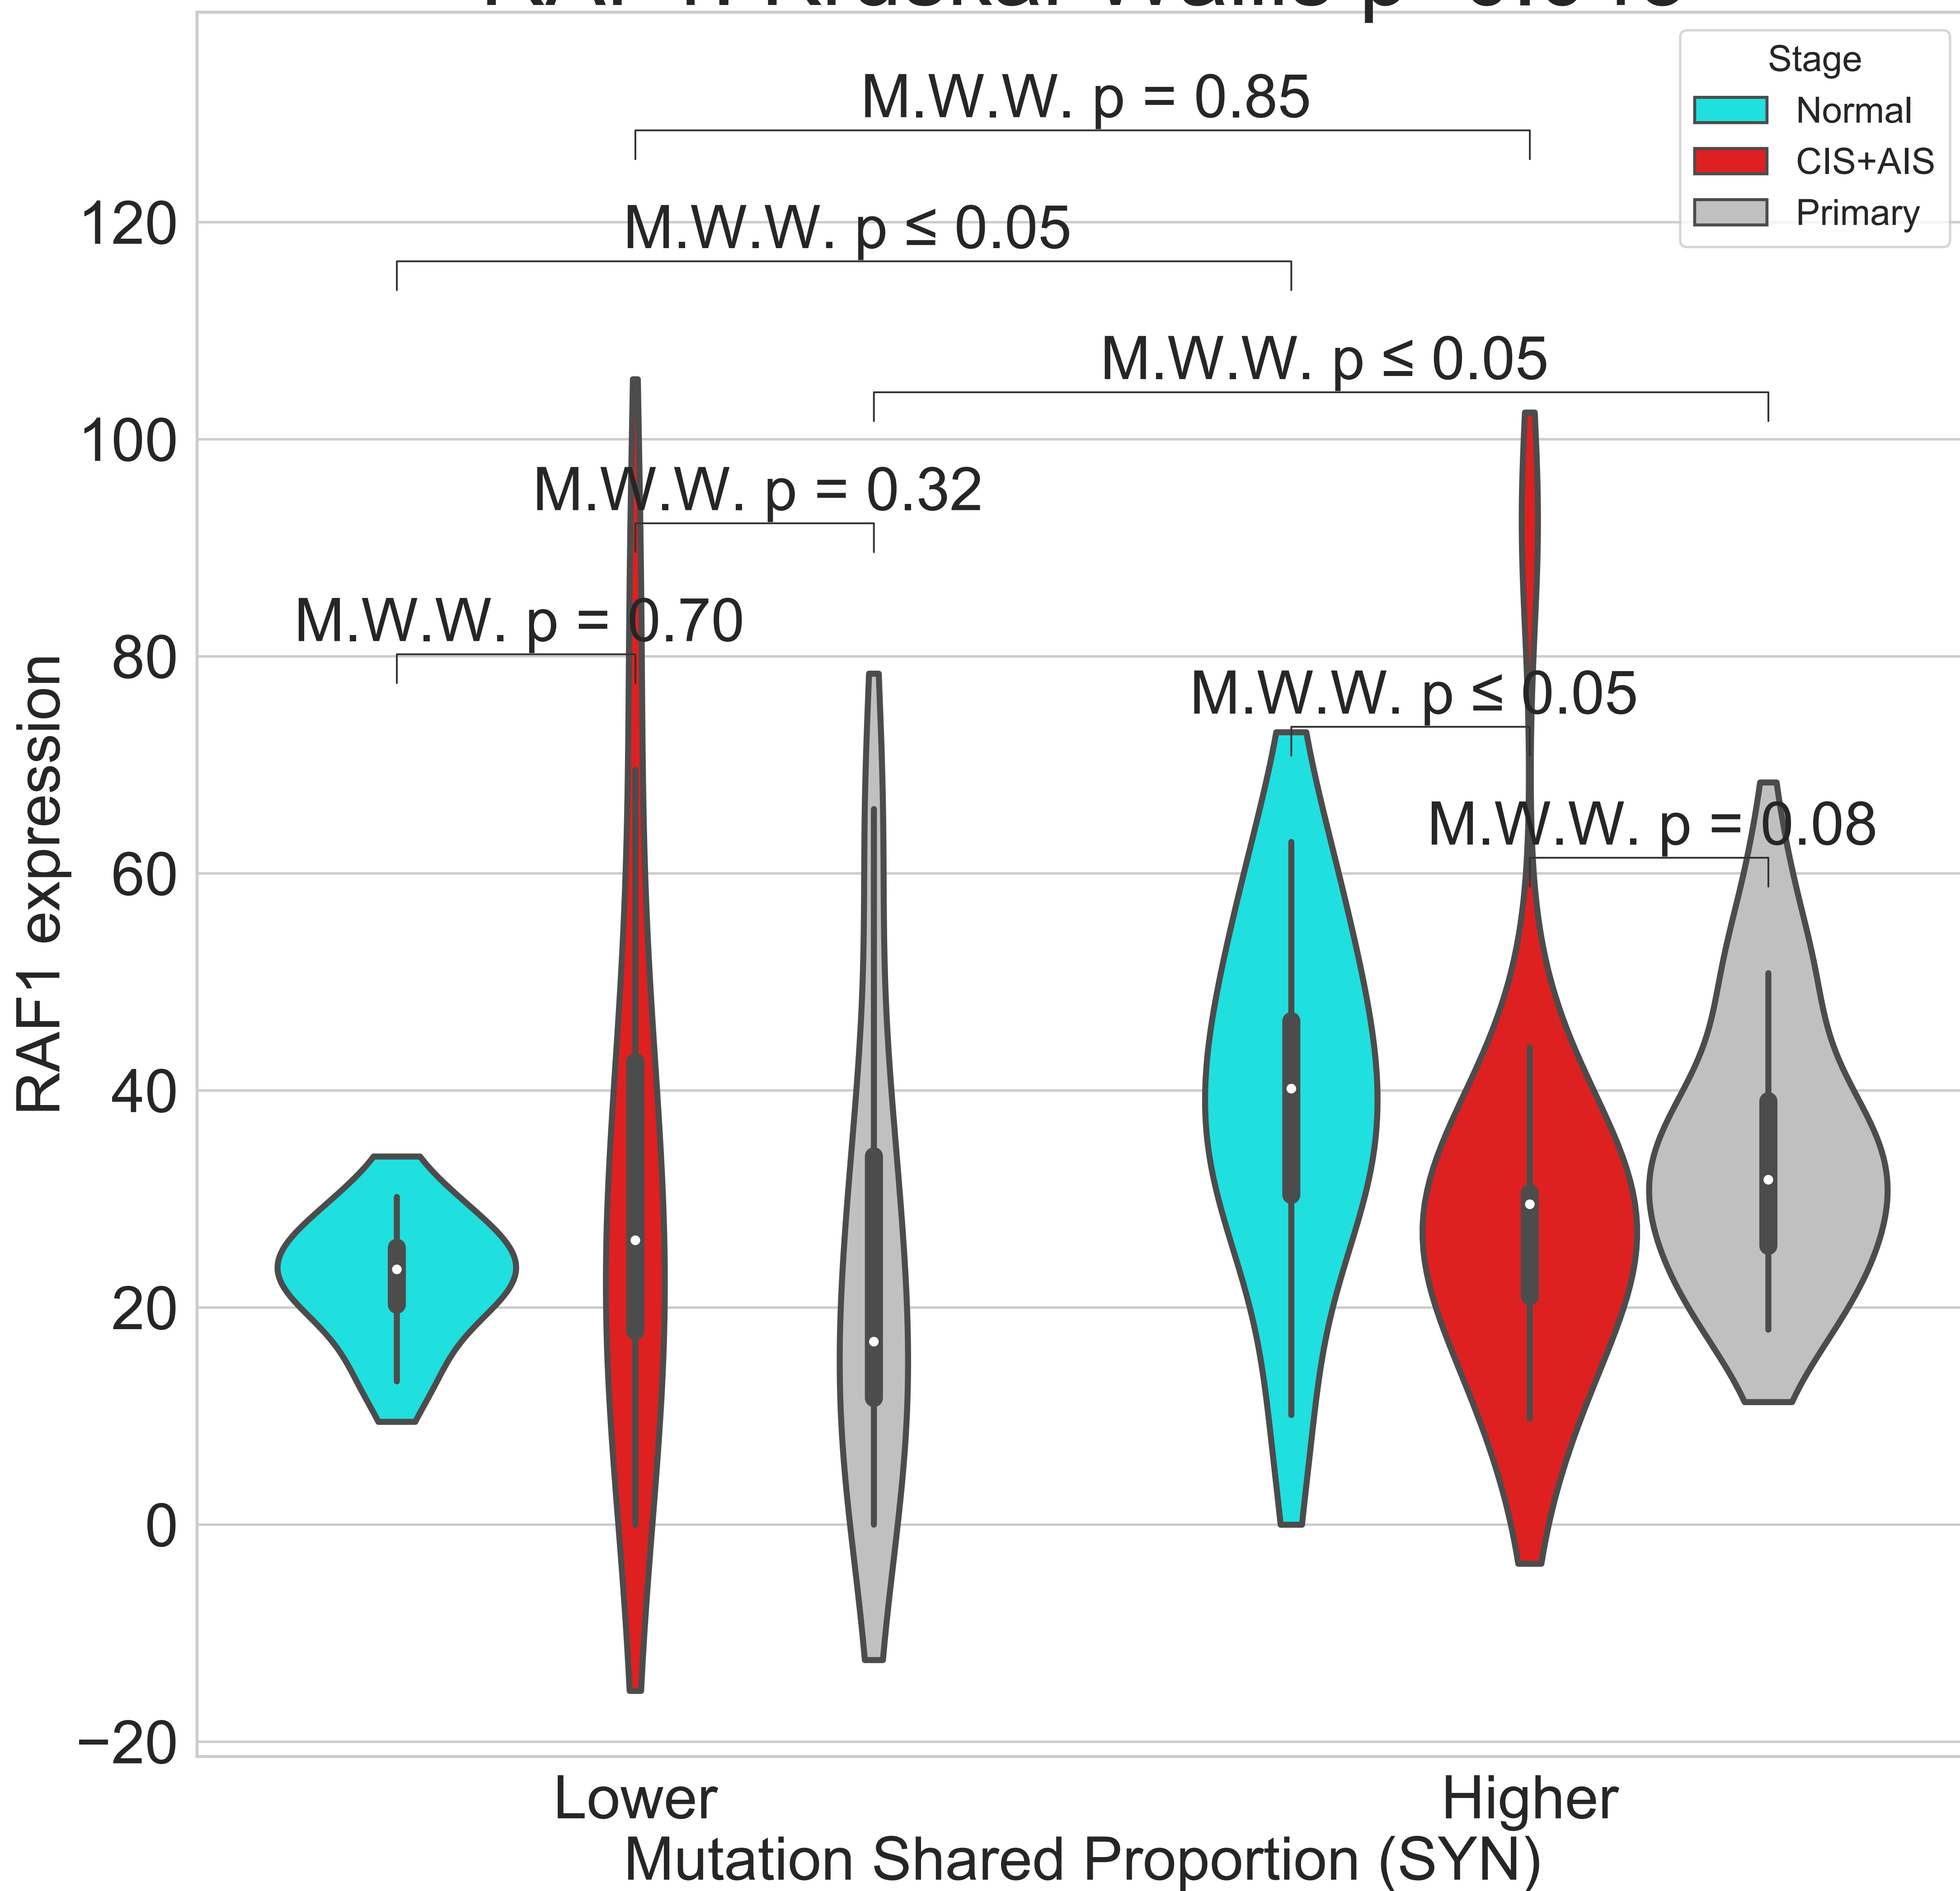 Stage
Normal
CIS+AIS
Primary
M.W.W. p = 0.85
M.W.W. p ≤ 0.05
M.W.W. p ≤ 0.05
M.W.W. p = 0.32
M.W.W. p = 0.70
M.W.W. p ≤ 0.05
M.W.W. p = 0.08
120
100
80
60
40
20
0
−20
RAF1 expression
Lower
Higher
Mutation Shared Proportion (SYN)